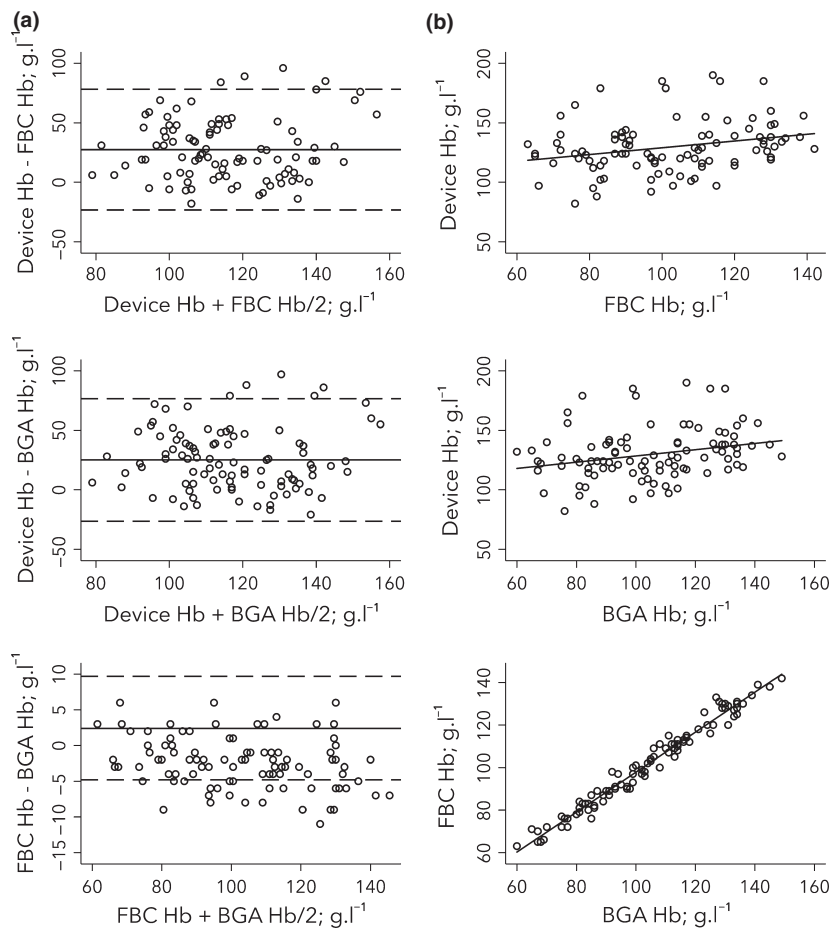 (a)
(b)
Device Hb - FBC Hb; g.l⁻¹
100
50
0
−50
80 100 120 140 160
Device Hb + FBC Hb/2; g.l⁻¹
Device Hb; g.l⁻¹
200
150
100
50
60 80 100 120 140
FBC Hb; g.l⁻¹
Device Hb - BGA Hb; g.l⁻¹
100
50
0
−50
80 100 120 140 160
Device Hb + BGA Hb/2; g.l⁻¹
Device Hb; g.l⁻¹
200
150
100
50
60 80 100 120 140 160
BGA Hb; g.l⁻¹
FBC Hb - BGA Hb; g.l⁻¹
10
5
0
−5
−10
−15
60 80 100 120 140
FBC Hb + BGA Hb/2; g.l⁻¹
FBC Hb; g.l⁻¹
140
120
100
80
60
60 80 100 120 140 160
BGA Hb; g.l⁻¹